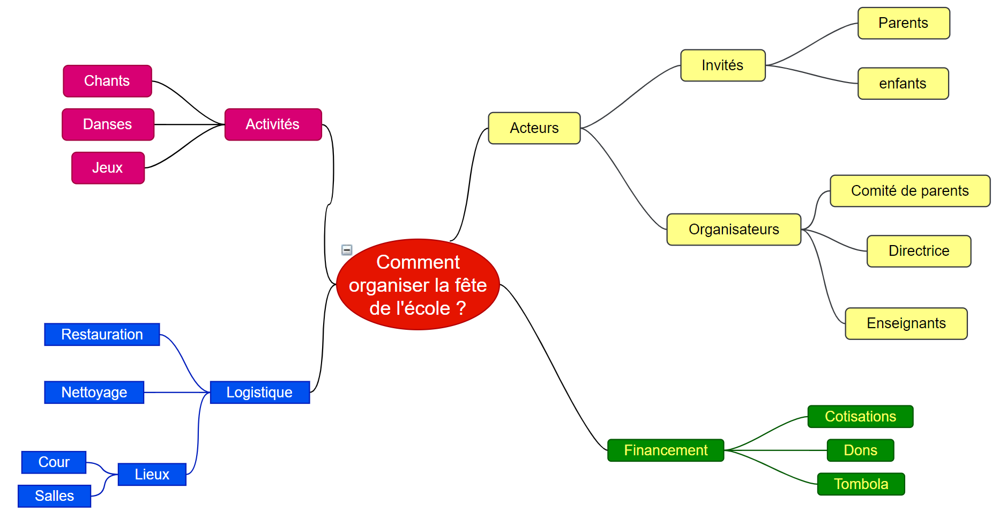 Comment
organiser la fête
de l'école ?
Acteurs
Invités
Parents
enfants
Organisateurs
Comité de parents
Directrice
Enseignants
Financement
Cotisations
Dons
Tombola
Activités
Chants
Danses
Jeux
Logistique
Restauration
Nettoyage
Lieux
Cour
Salles